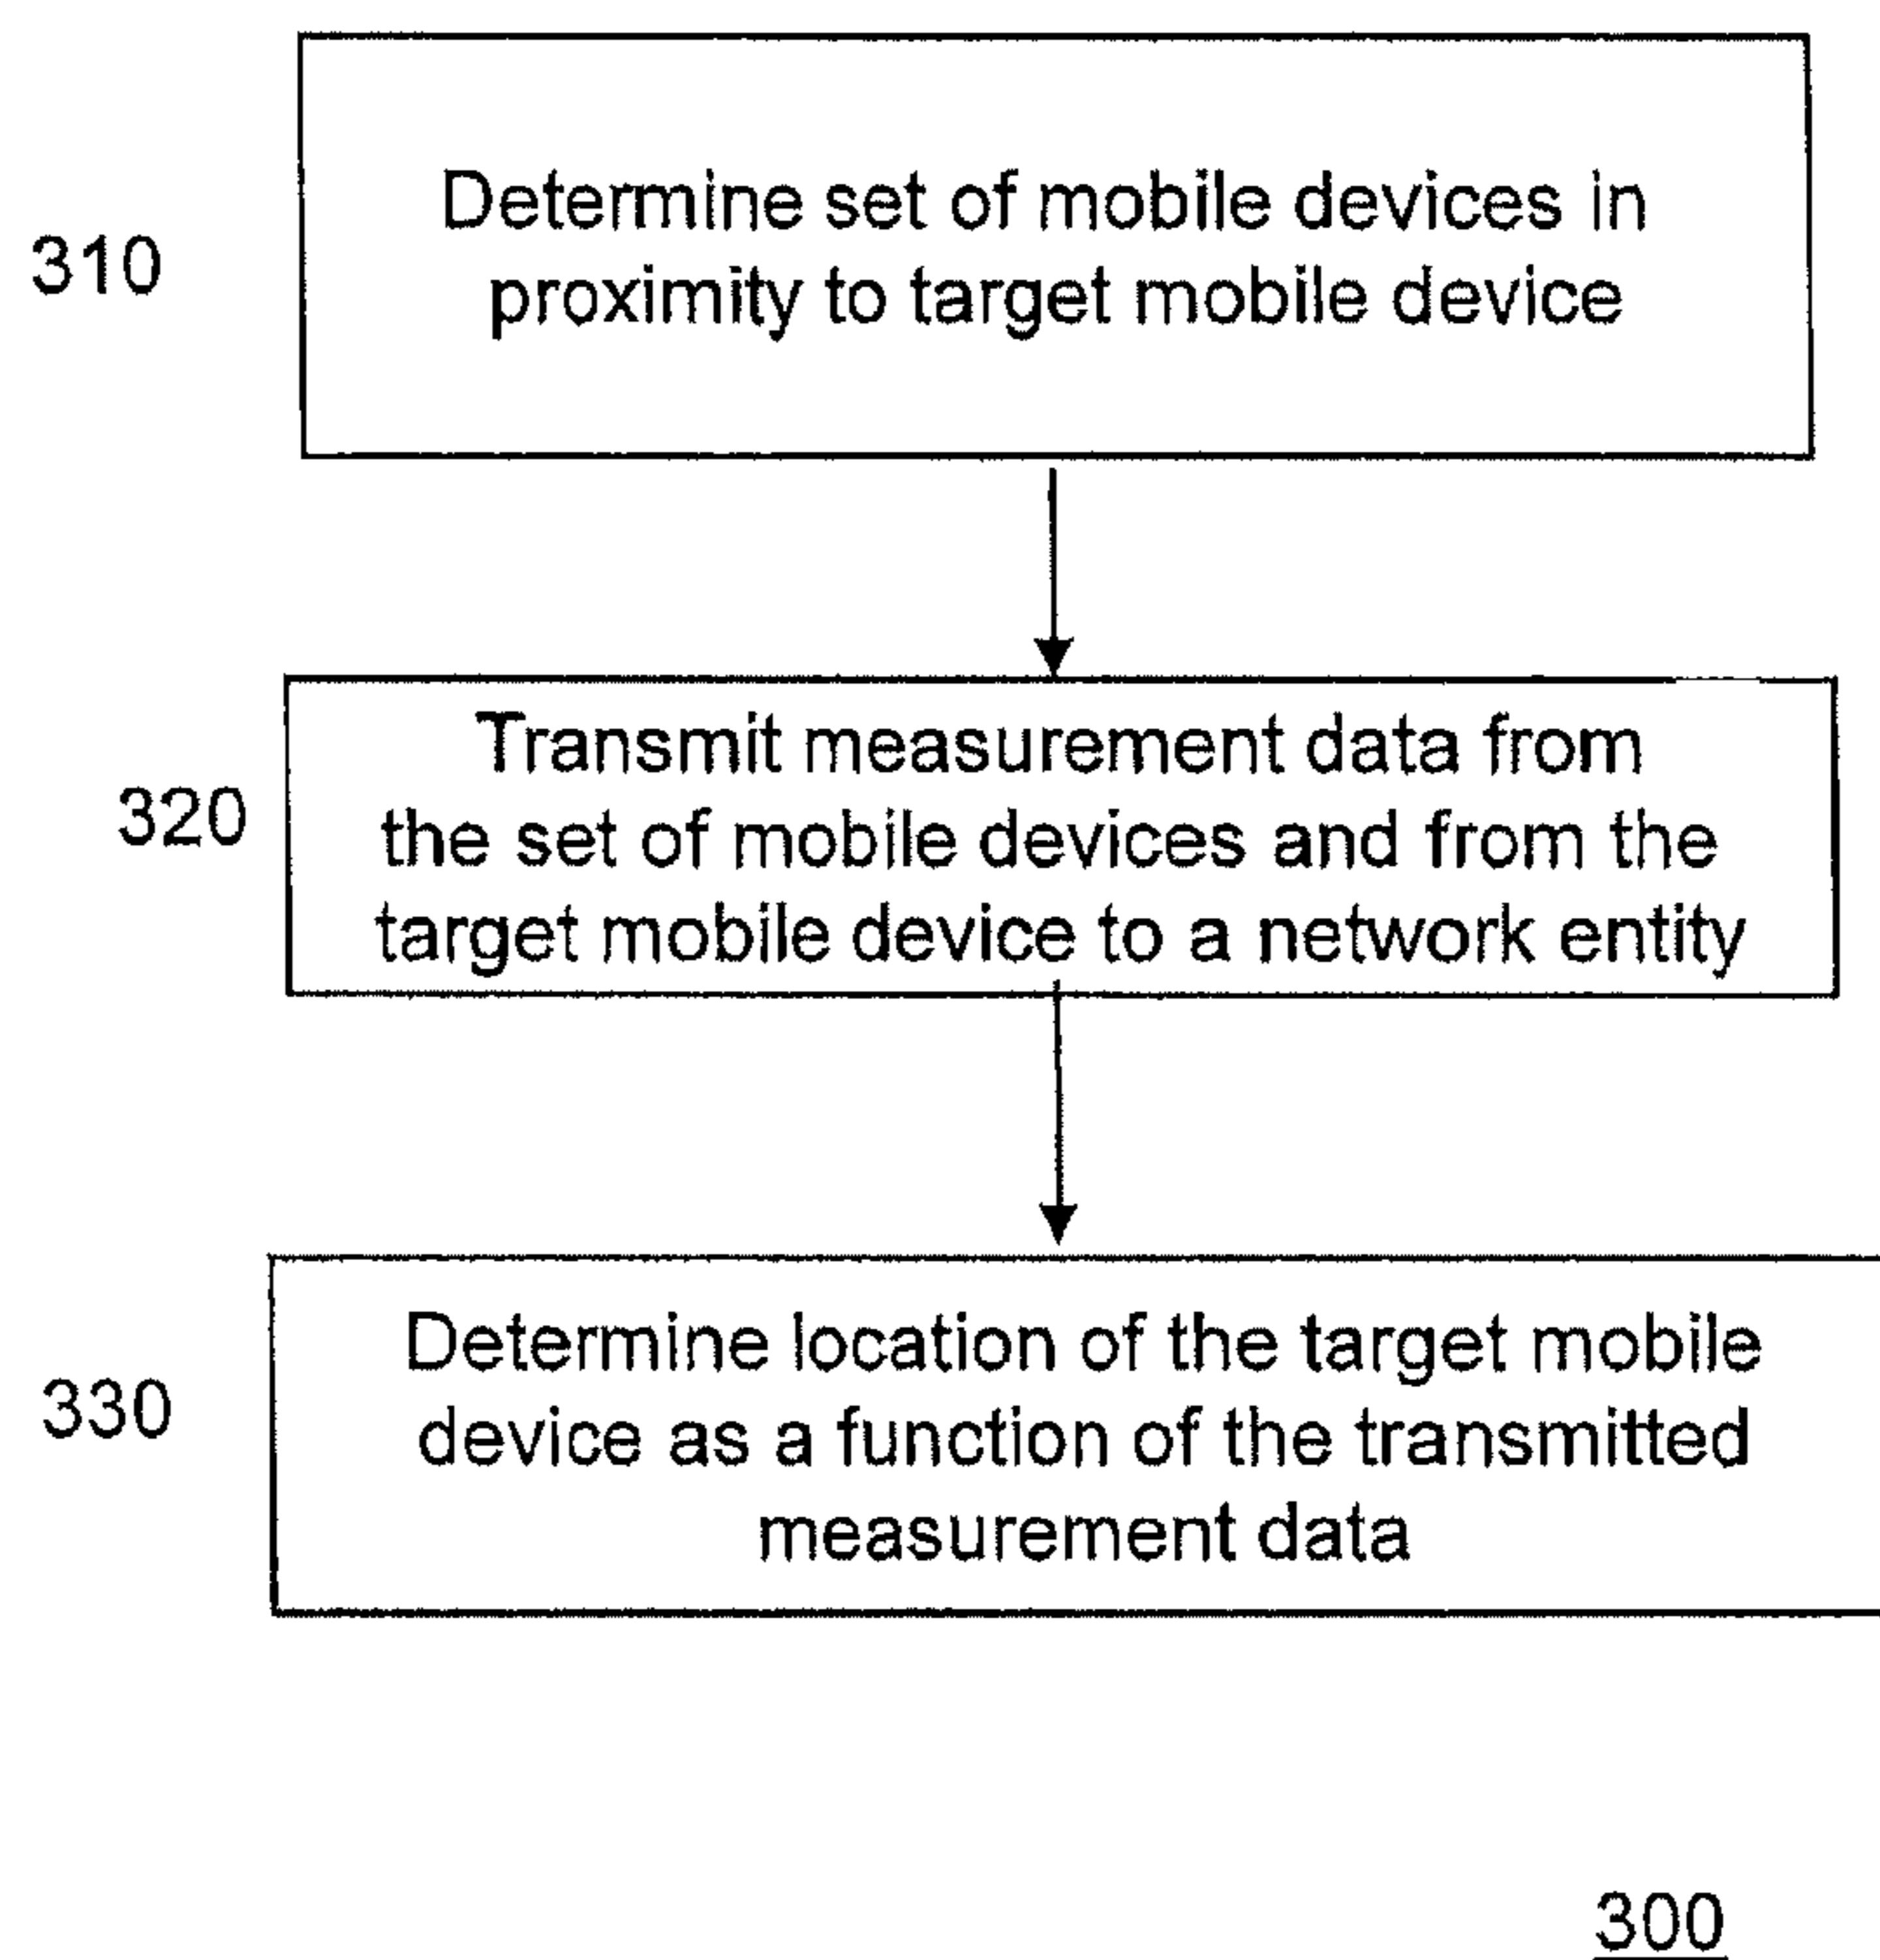 310
Determine set of mobile devices in
proximity to target mobile device
320
Transmit measurement data from
the set of mobile devices and from the
target mobile device to a network entity
330
Determine location of the target mobile
device as a function of the transmitted
measurement data
300